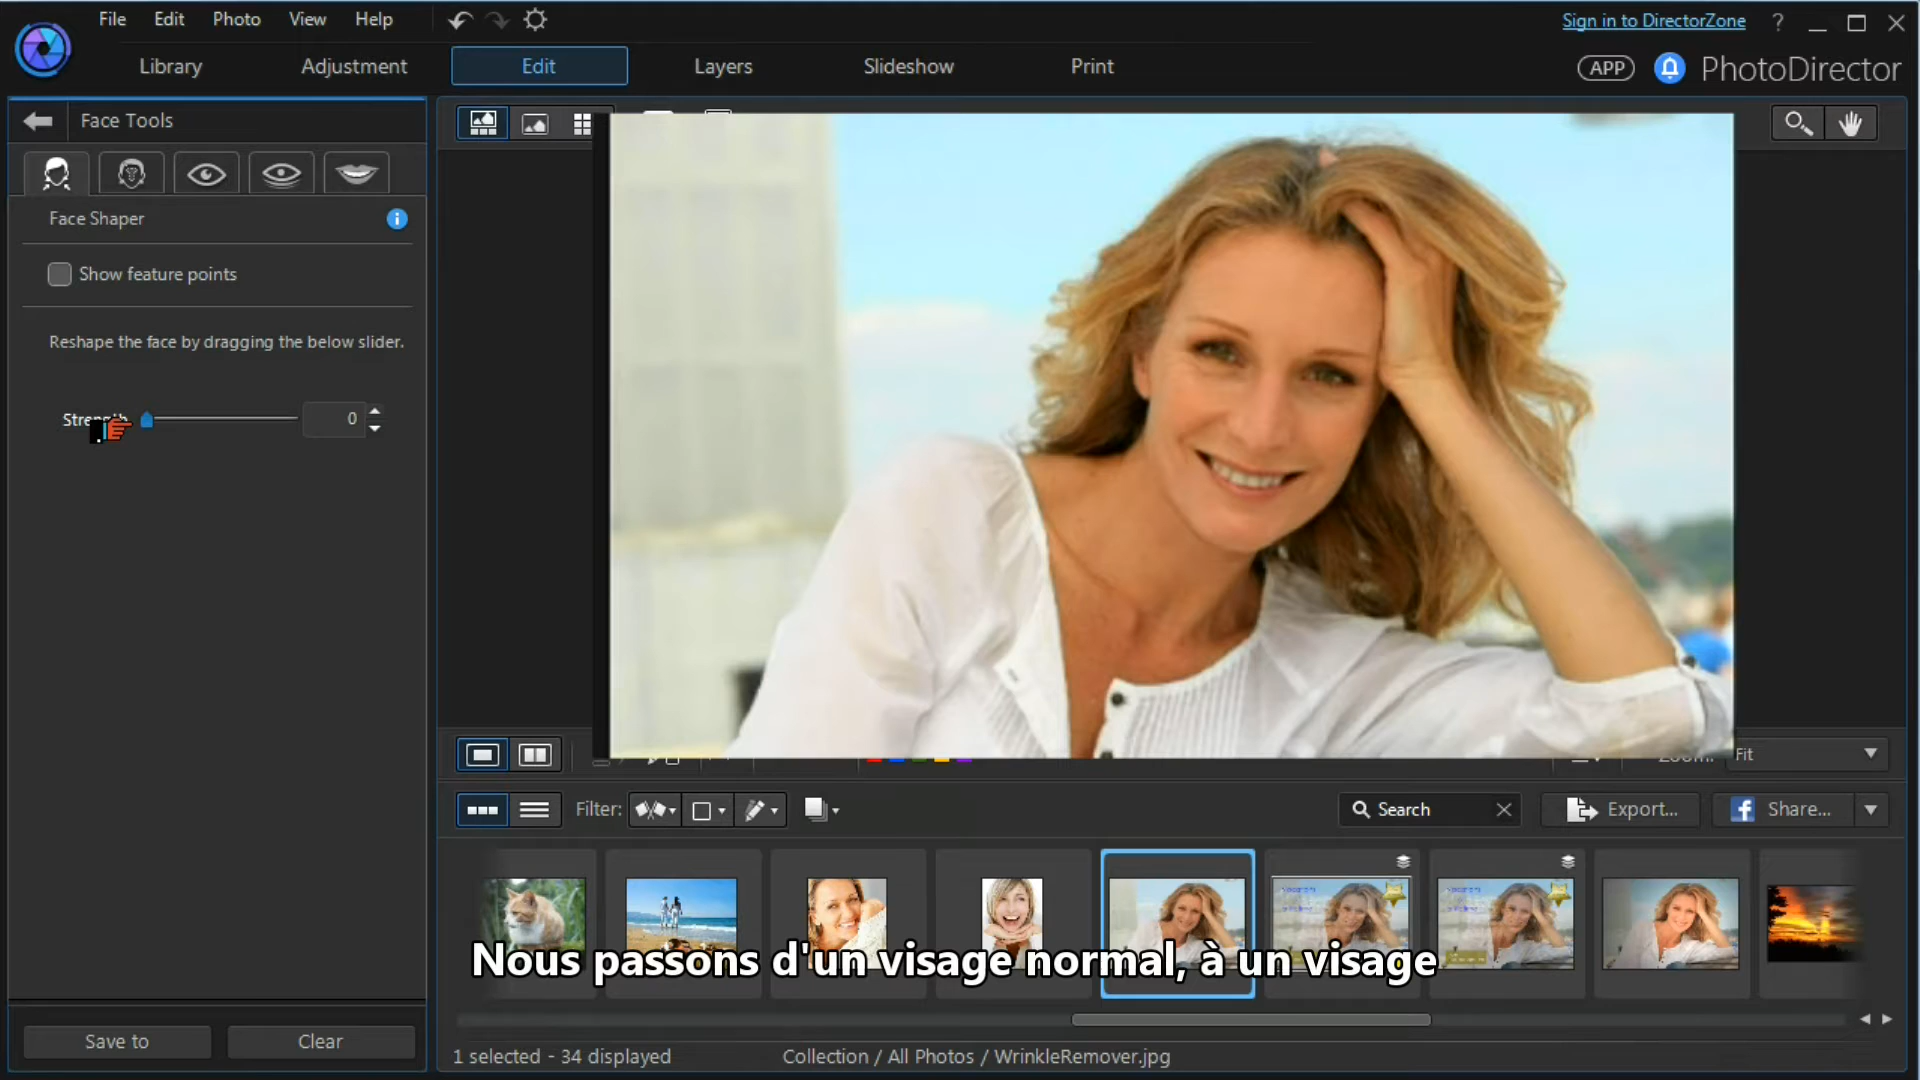 File Edit Photo View Help
Sign in to DirectorZone ?
Library Adjustment Edit Layers Slideshow Print
APP PhotoDirector
Face Tools
Face Shaper
Show feature points
Reshape the face by dragging the below slider.
Strength 0
Fit
Filter: Search Export... Share...
Nous passons d'un visage normal, à un visage
Save to Clear
1 selected - 34 displayed Collection / All Photos / WrinkleRemover.jpg